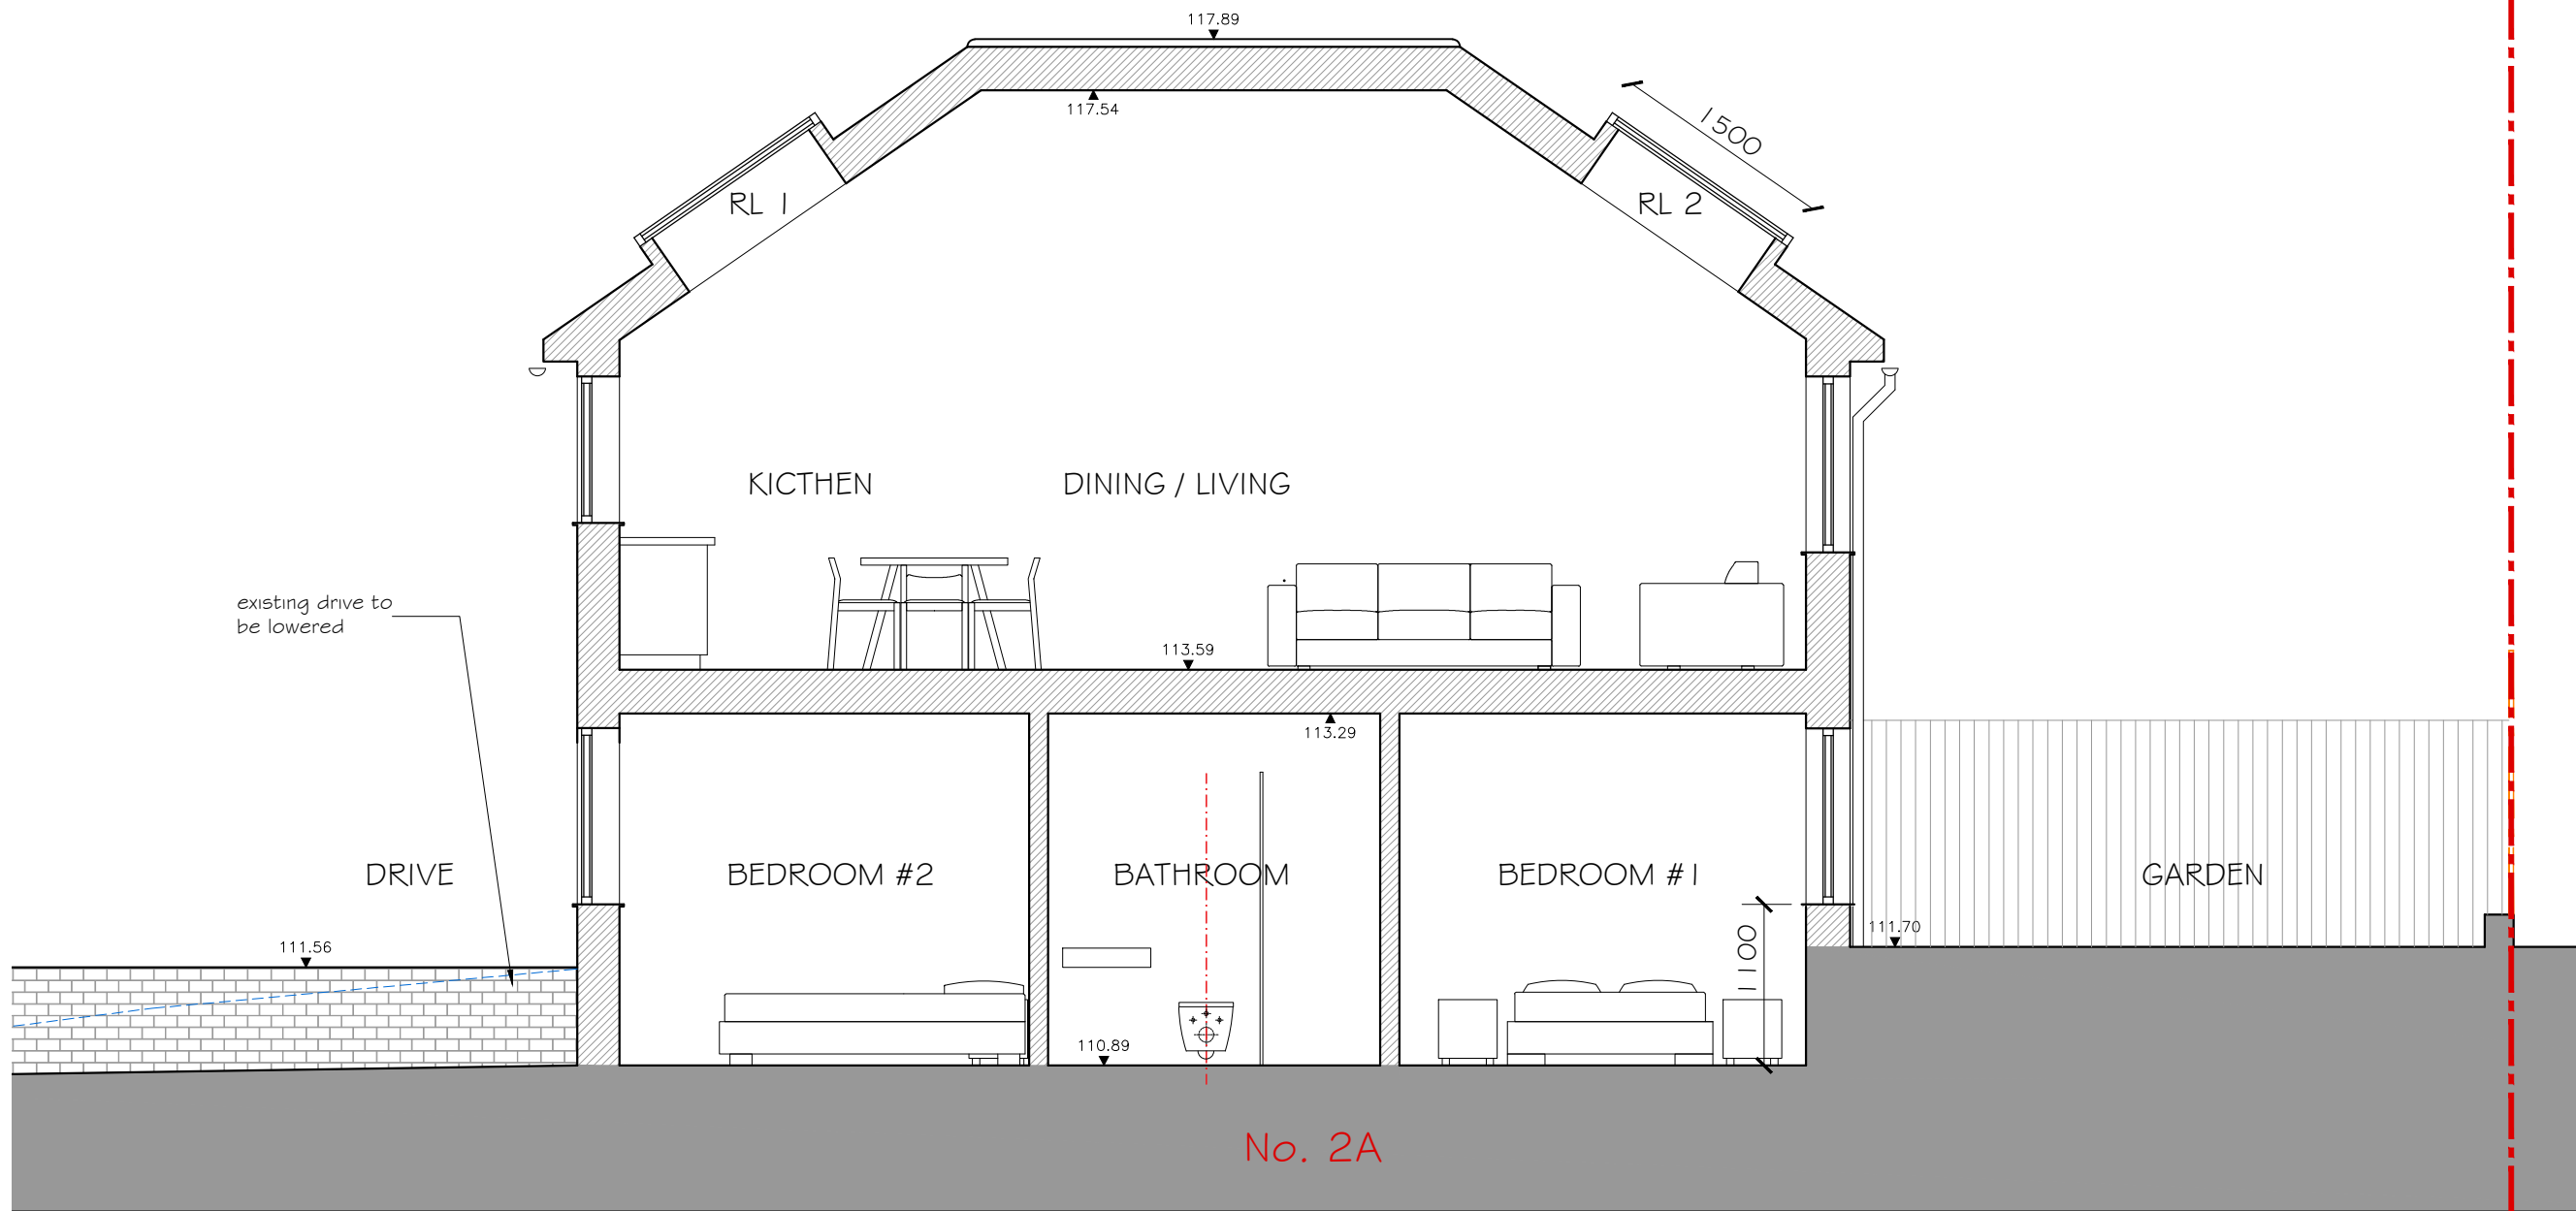 117.89
117.54
1500
RL 1
RL 2
KICTHEN
DINING / LIVING
existing drive to
be lowered
113.59
113.29
DRIVE
BEDROOM #2
BATHROOM
BEDROOM #1
GARDEN
111.56
111.70
1100
110.89
No. 2A